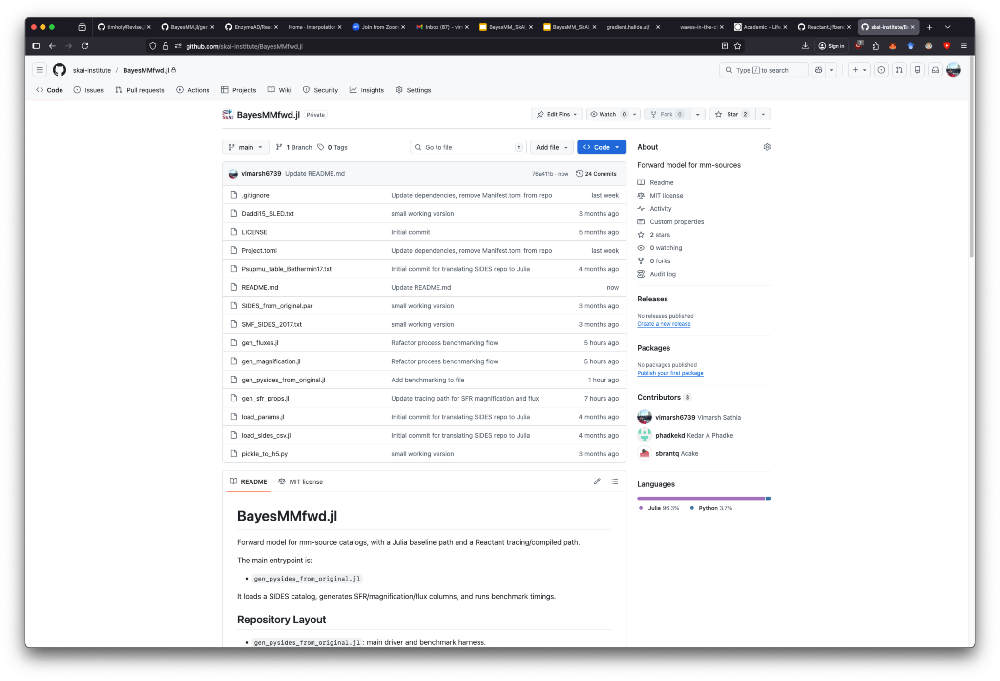 timholy/Revise.j
BayesMM.jl/gen_
EnzymeAD/Reac
Home · Interpolation
zm Join from Zoom
Inbox (87) - vim
BayesMM_SkAI_
BayesMM_SkAI_
gradient.halide.ai/
waves-in-the-cl
Academic - Life
Reactant.jl/benc
skai-institute/Ba
github.com/skai-institute/BayesMMfwd.jl
Sign in
7
skai-institute / BayesMMfwd.jl
Type / to search
Code Issues Pull requests Actions Projects Wiki Security Insights Settings
SkAI BayesMMfwd.jl Private
Edit Pins Watch 0 Fork 0 Star 2
main 1 Branch 0 Tags
Go to file t Add file Code
vimarsh6739 Update README.md 76a411b · now 24 Commits
.gitignore Update dependencies, remove Manifest.toml from repo last week
Daddi15_SLED.txt small working version 3 months ago
LICENSE Initial commit 5 months ago
Project.toml Update dependencies, remove Manifest.toml from repo last week
Psupmu_table_Bethermin17.txt Initial commit for translating SIDES repo to Julia 4 months ago
README.md Update README.md now
SIDES_from_original.par small working version 3 months ago
SMF_SIDES_2017.txt small working version 3 months ago
gen_fluxes.jl Refactor process benchmarking flow 5 hours ago
gen_magnification.jl Refactor process benchmarking flow 5 hours ago
gen_pysides_from_original.jl Add benchmarking to file 1 hour ago
gen_sfr_props.jl Update tracing path for SFR magnification and flux 7 hours ago
load_params.jl Initial commit for translating SIDES repo to Julia 4 months ago
load_sides_csv.jl Initial commit for translating SIDES repo to Julia 4 months ago
pickle_to_h5.py small working version 3 months ago
README MIT license
BayesMMfwd.jl
Forward model for mm-source catalogs, with a Julia baseline path and a Reactant tracing/compiled path.
The main entrypoint is:
• gen_pysides_from_original.jl
It loads a SIDES catalog, generates SFR/magnification/flux columns, and runs benchmark timings.
Repository Layout
• gen_pysides_from_original.jl : main driver and benchmark harness.
About
Forward model for mm-sources
Readme
MIT license
Activity
Custom properties
2 stars
0 watching
0 forks
Audit log
Releases
No releases published
Create a new release
Packages
No packages published
Publish your first package
Contributors 3
vimarsh6739 Vimarsh Sathia
phadkekd Kedar A Phadke
sbrantq Acake
Languages
Julia 96.3% Python 3.7%